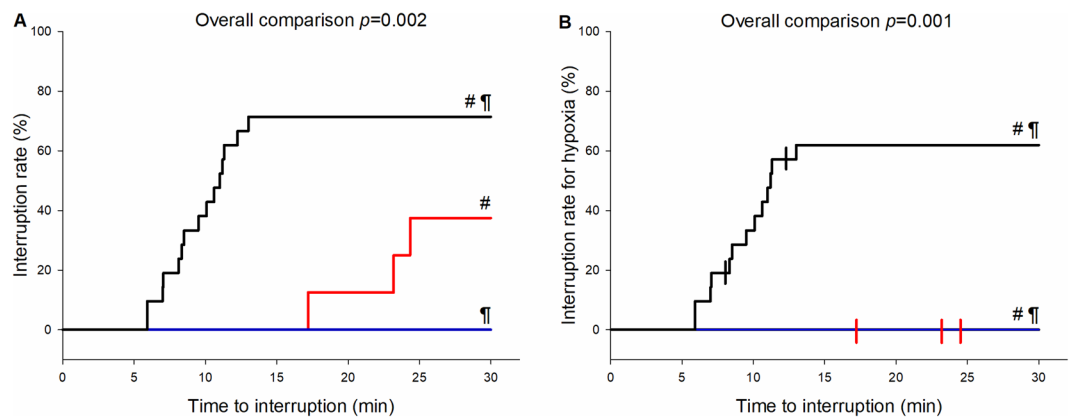 A
Overall comparison p=0.002
Interruption rate (%)
100
80
60
40
20
0
# ¶
#
¶
0 5 10 15 20 25 30
Time to interruption (min)
B
Overall comparison p=0.001
Interruption rate for hypoxia (%)
100
80
60
40
20
0
# ¶
# ¶
0 5 10 15 20 25 30
Time to interruption (min)